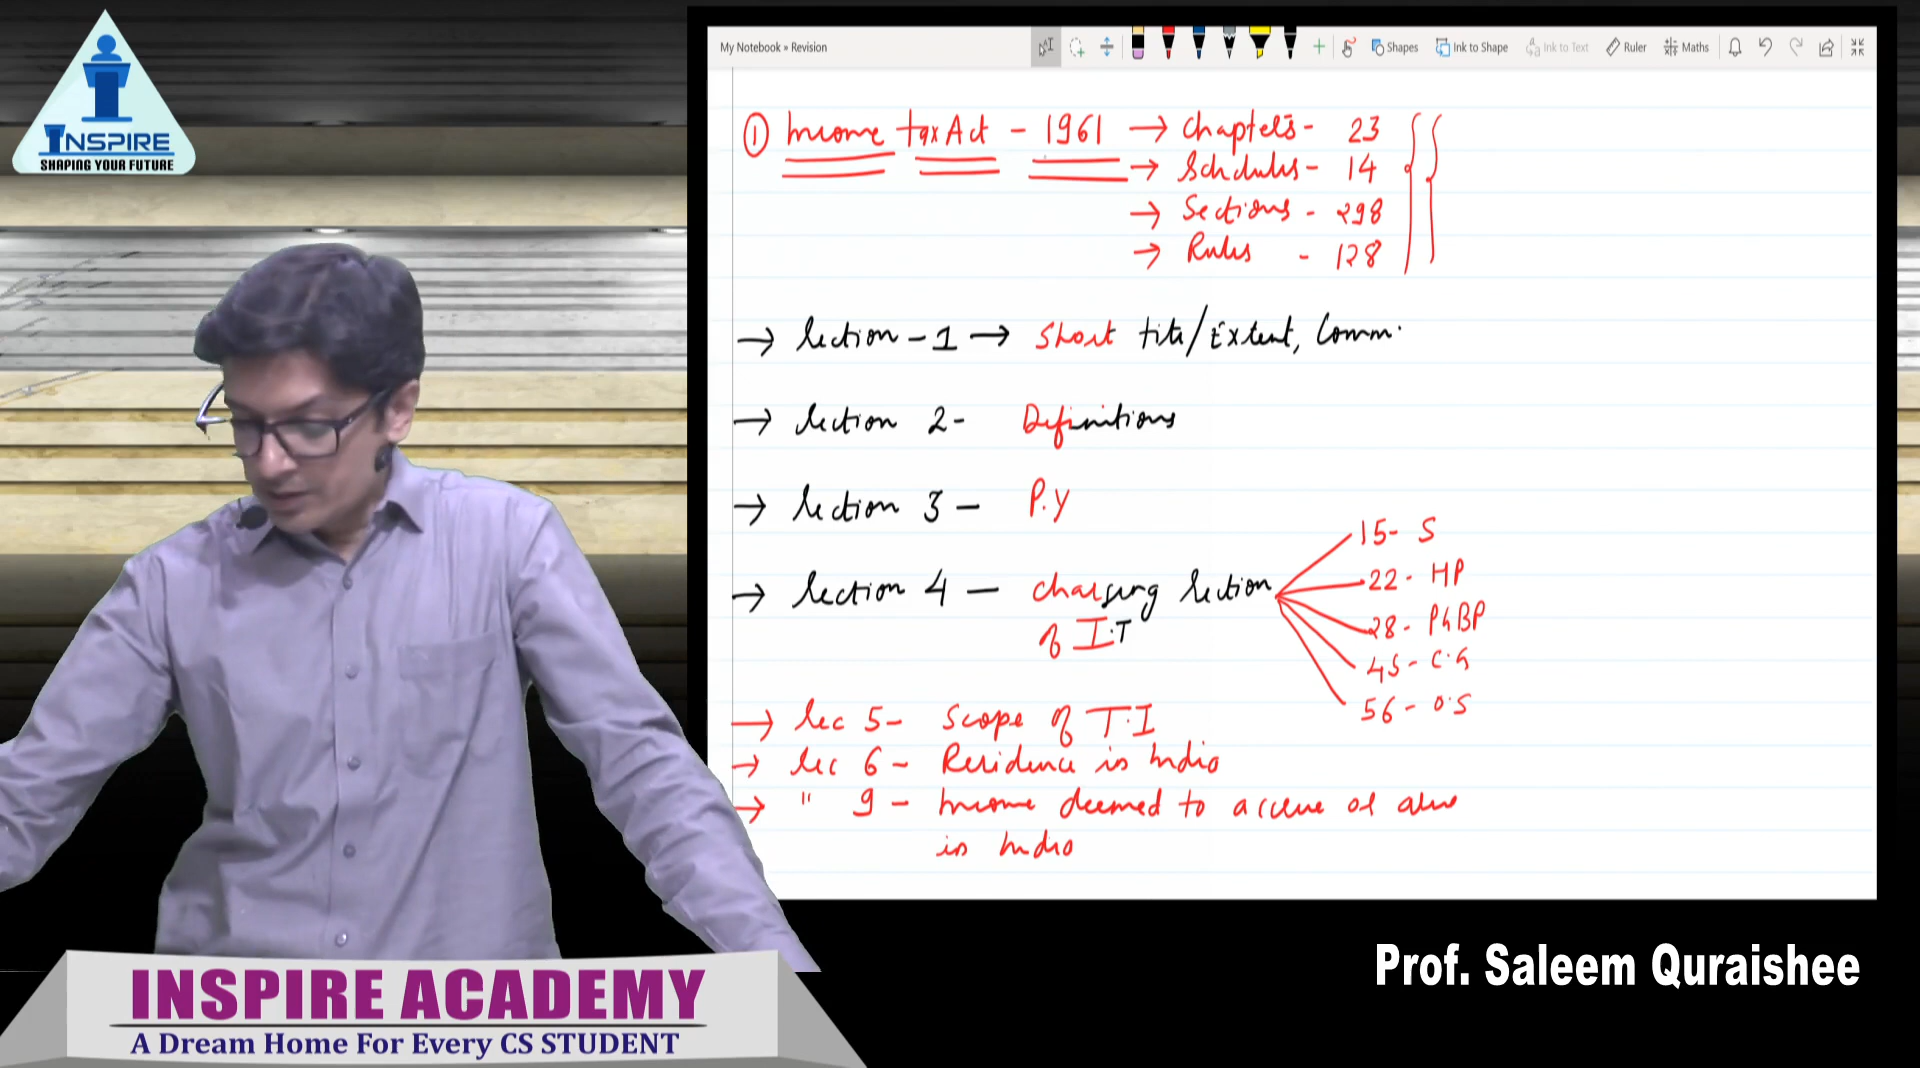 INSPIRE
SHAPING YOUR FUTURE
My Notebook » Revision
Shapes
Ink to Shape
Ink to Text
Ruler
Maths
① Income tax Act - 1961 → Chapters - 23
→ Schdules - 14
→ Sections - 298
→ Rules - 128
→ Section - 1 → Short title/Extent, Comm.
→ Section 2 - Definitions
→ Section 3 - P.Y
→ Section 4 - Charging Section
of I.T
15 - S
22 - HP
28 - PGBP
45 - C.G
56 - O.S
→ Sec 5 - Scope of T.I
→ Sec 6 - Residence in India
→ " 9 - Income deemed to accrue or arise
in India
Prof. Saleem Quraishee
INSPIRE ACADEMY
A Dream Home For Every CS STUDENT